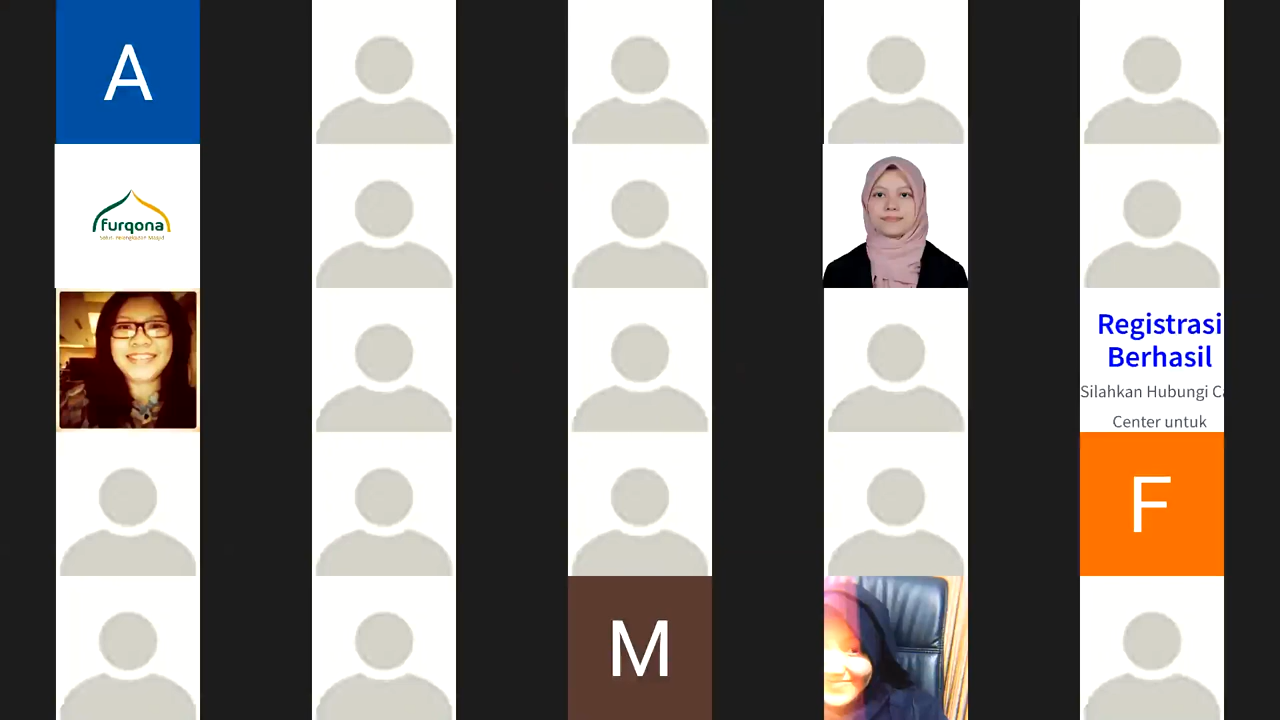 A
furqona
Registrasi
Berhasil
Silahkan Hubungi
Center untuk
F
M